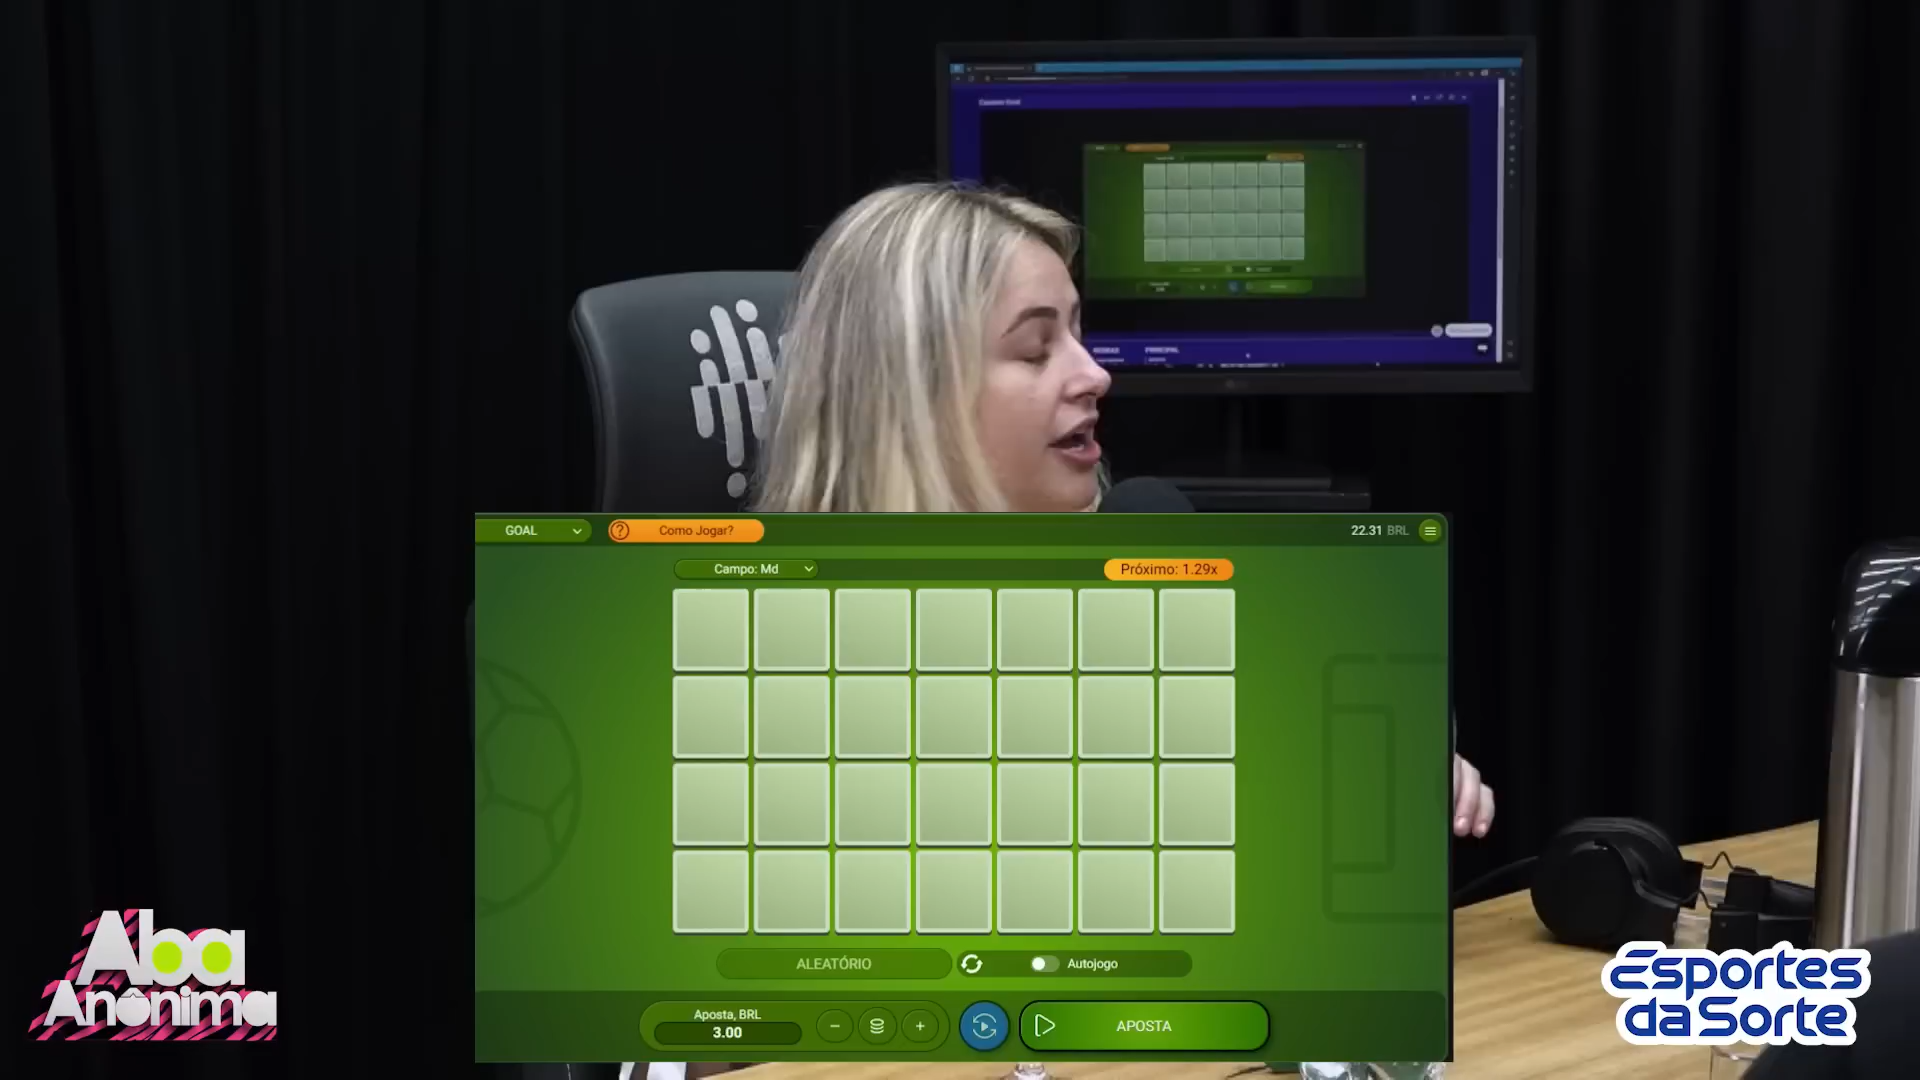 GOAL
Como Jogar?
22.31 BRL
Campo: Md
Próximo: 1.29x
ALEATÓRIO
Autojogo
Aposta, BRL
3.00
APOSTA
Aba
Anônima
Esportes
da Sorte